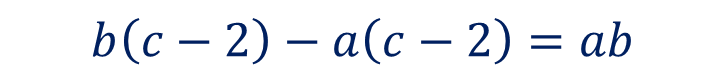 b(c − 2) − a(c − 2) = ab